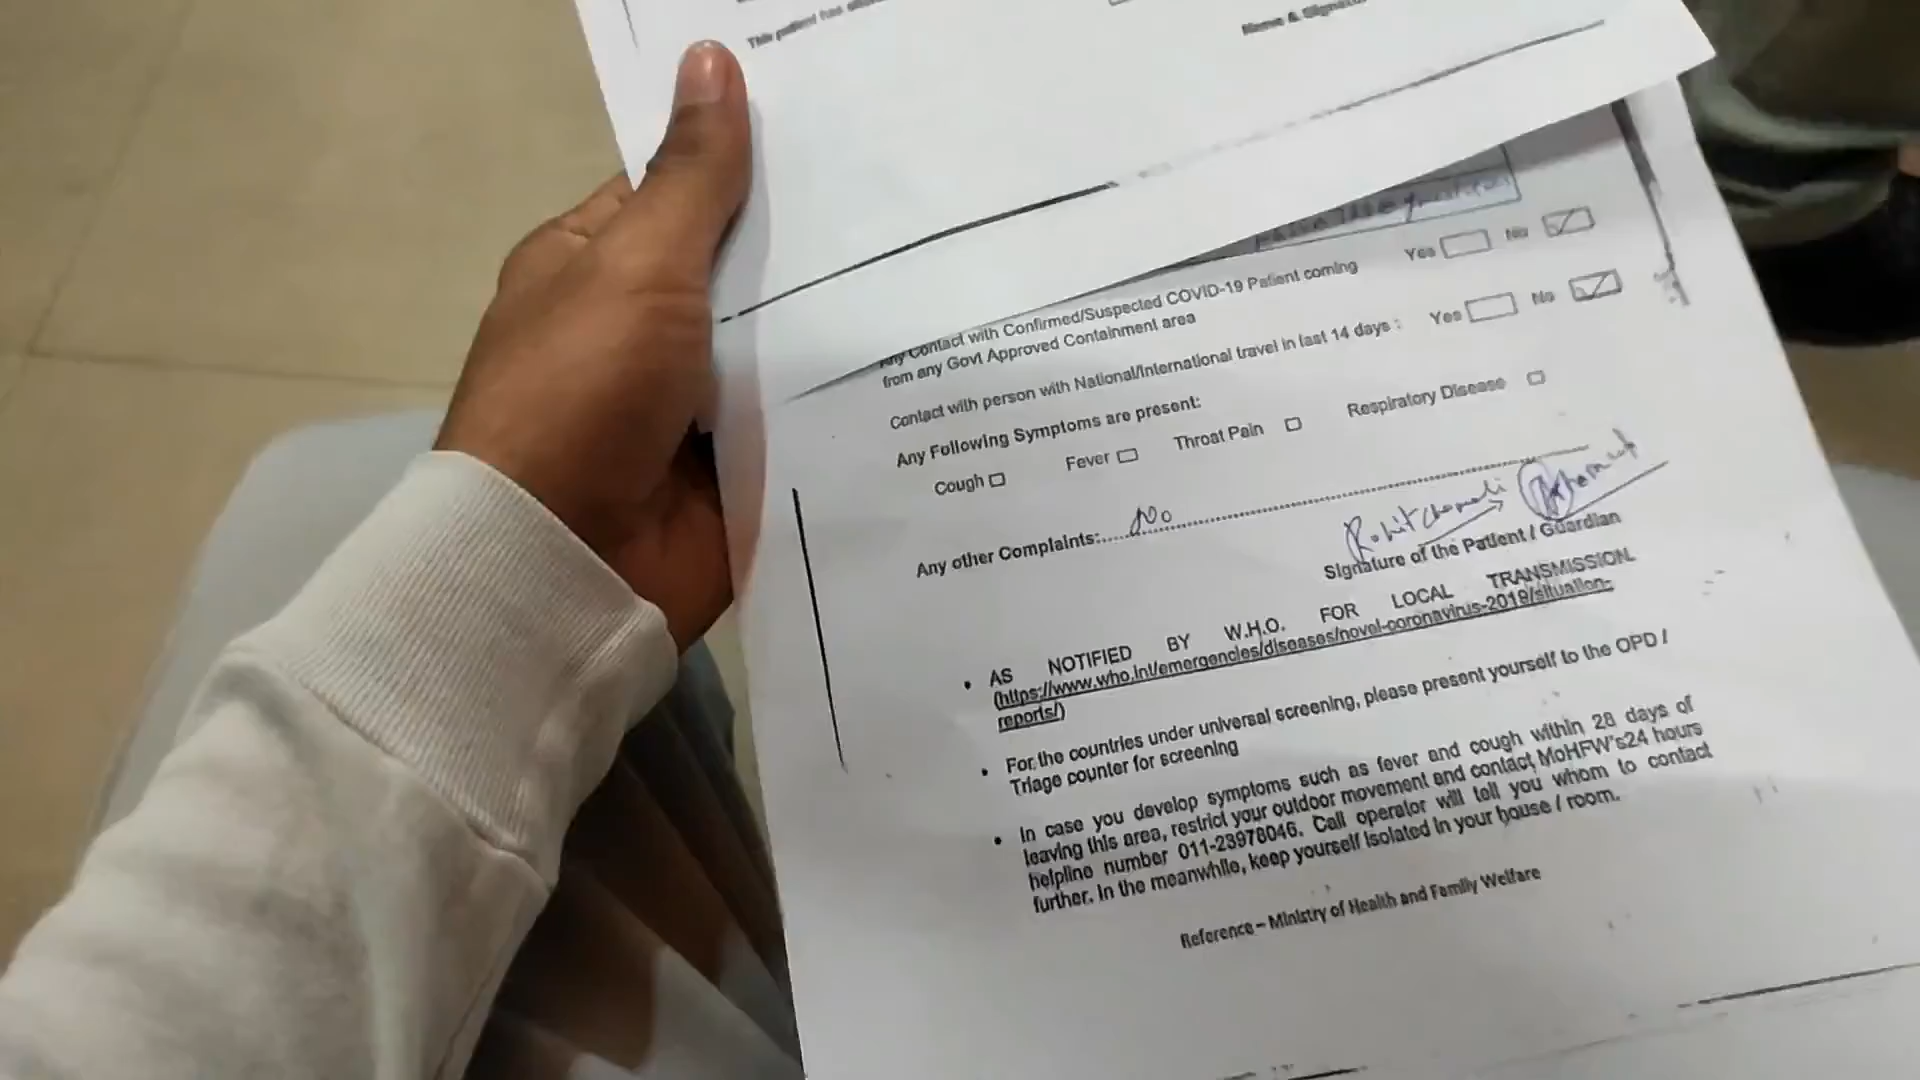 This patient has
Name & Signature
Yes No
Any Contact with Confirmed/Suspected COVID-19 Patient coming
from any Govt Approved Containment area
Contact with person with National/International travel in last 14 days : Yes No
Any Following Symptoms are present:
Cough Fever Throat Pain Respiratory Disease
Any other Complaints:..... No
Rohit
Signature of the Patient / Guardian
• AS NOTIFIED BY W.H.O. FOR LOCAL TRANSMISSION
(https://www.who.int/emergencies/diseases/novel-coronavirus-2019/situation-
reports/)
• For the countries under universal screening, please present yourself to the OPD /
Triage counter for screening
• In case you develop symptoms such as fever and cough within 28 days of
leaving this area, restrict your outdoor movement and contact MoHFW's24 hours
helpline number 011-23978046. Call operator will tell you whom to contact
further. In the meanwhile, keep yourself isolated in your house / room.
Reference – Ministry of Health and Family Welfare